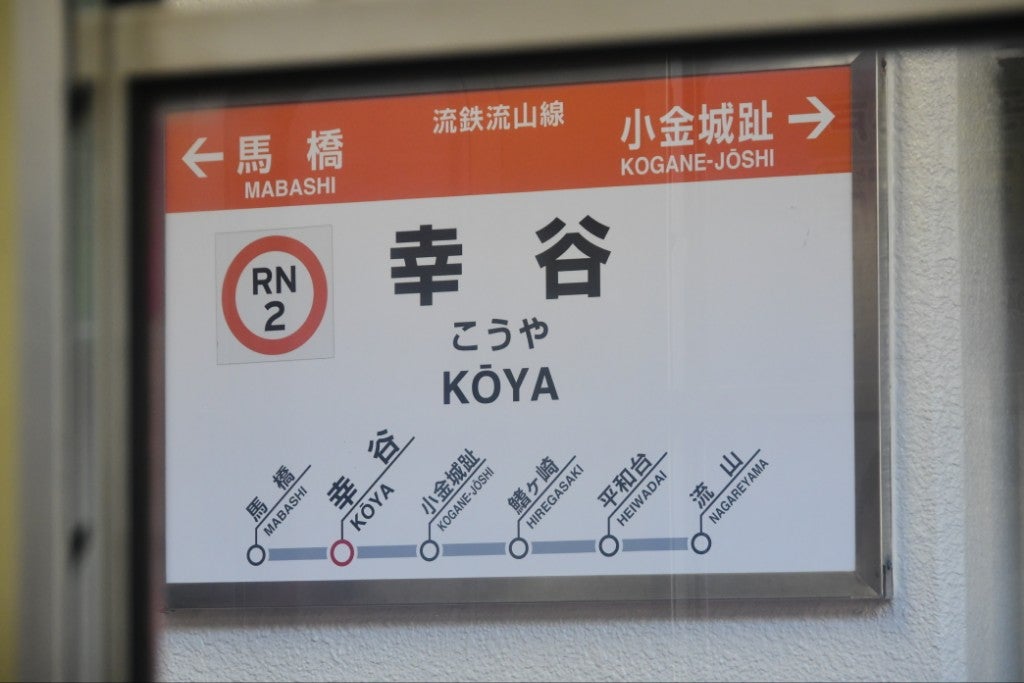 流鉄流山線
← 馬橋
MABASHI
小金城趾 →
KOGANE-JŌSHI
RN
2
幸谷
こうや
KŌYA
馬橋
MABASHI
幸谷
KŌYA
小金城趾
KOGANE-JŌSHI
鰭ヶ崎
HIREGASAKI
平和台
HEIWADAI
流山
NAGAREYAMA